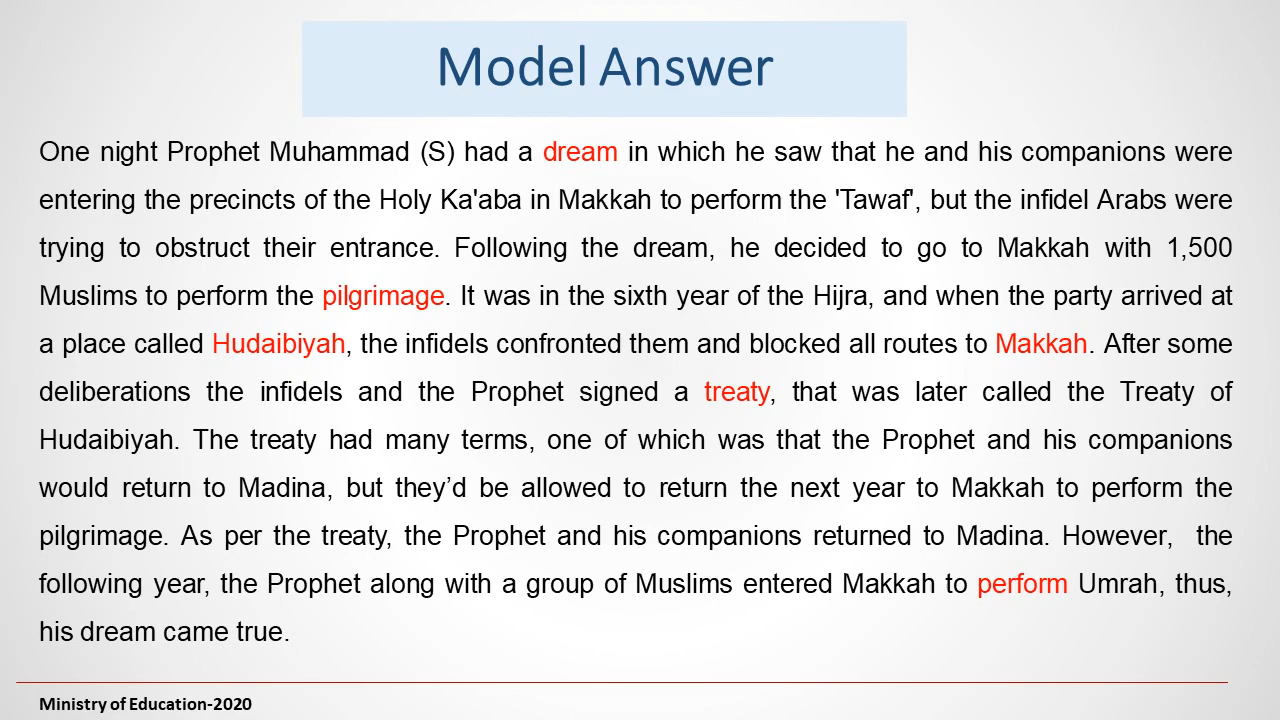 Model Answer
One night Prophet Muhammad (S) had a dream in which he saw that he and his companions were
entering the precincts of the Holy Ka'aba in Makkah to perform the 'Tawaf', but the infidel Arabs were
trying to obstruct their entrance. Following the dream, he decided to go to Makkah with 1,500
Muslims to perform the pilgrimage. It was in the sixth year of the Hijra, and when the party arrived at
a place called Hudaibiyah, the infidels confronted them and blocked all routes to Makkah. After some
deliberations the infidels and the Prophet signed a treaty, that was later called the Treaty of
Hudaibiyah. The treaty had many terms, one of which was that the Prophet and his companions
would return to Madina, but they’d be allowed to return the next year to Makkah to perform the
pilgrimage. As per the treaty, the Prophet and his companions returned to Madina. However, the
following year, the Prophet along with a group of Muslims entered Makkah to perform Umrah, thus,
his dream came true.
Ministry of Education-2020